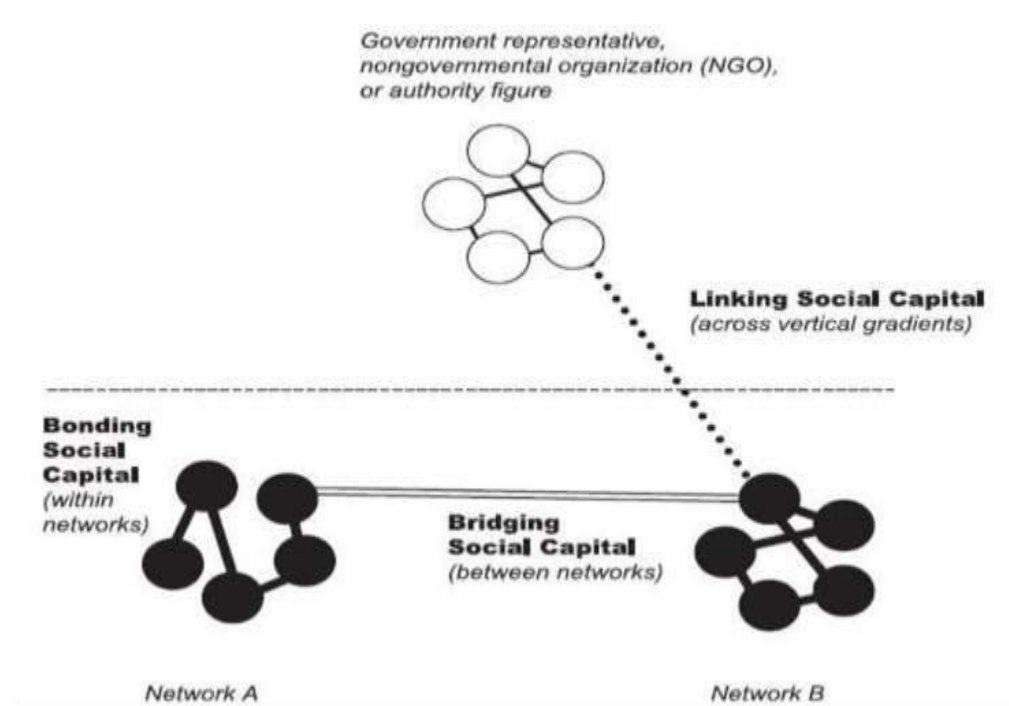 Government representative,
nongovernmental organization (NGO),
or authority figure
Linking Social Capital
(across vertical gradients)
Bonding
Social
Capital
(within
networks)
Bridging
Social Capital
(between networks)
Network A
Network B